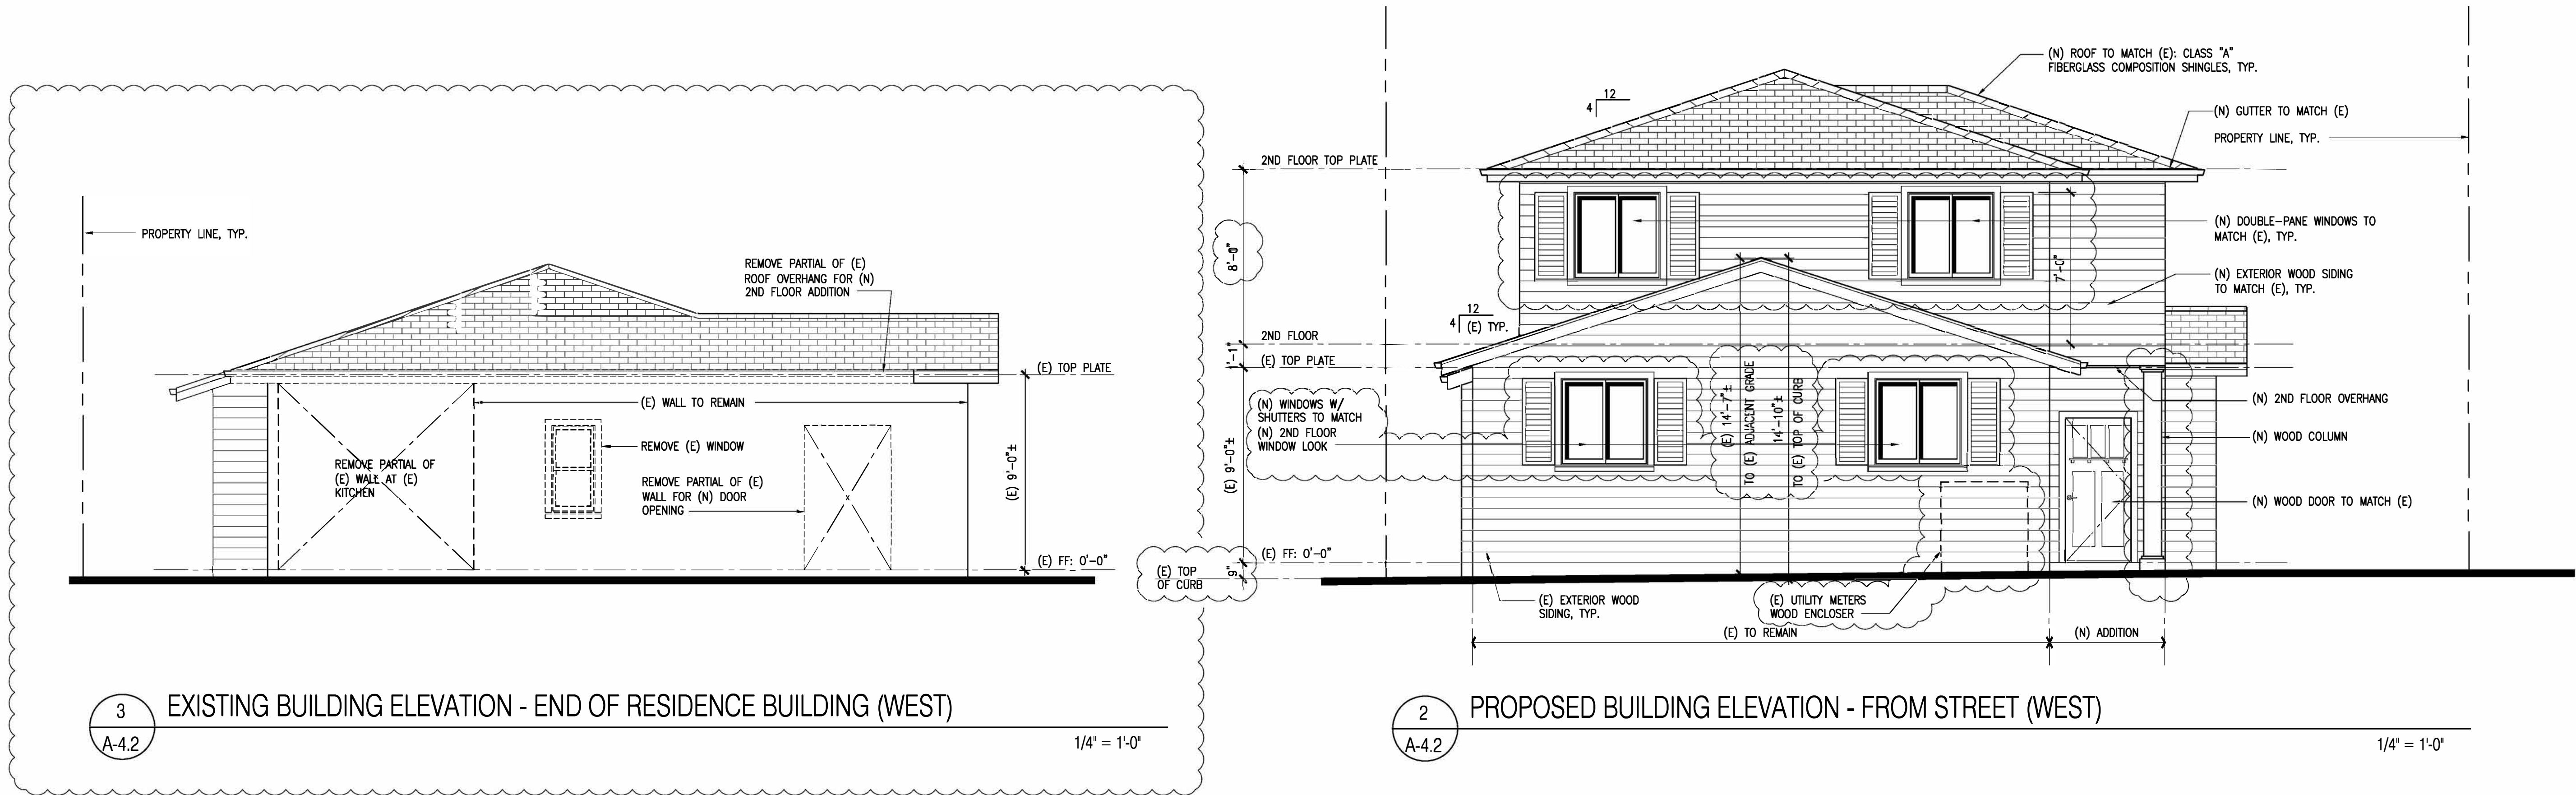 PROPERTY LINE, TYP.
REMOVE PARTIAL OF (E)
ROOF OVERHANG FOR (N)
2ND FLOOR ADDITION
(E) TOP PLATE
(E) WALL TO REMAIN
REMOVE (E) WINDOW
REMOVE PARTIAL OF
(E) WALL AT (E)
KITCHEN
REMOVE PARTIAL OF (E)
WALL FOR (N) DOOR
OPENING
x
(E) 9'-0"±
(E) FF: 0'-0"
3
A-4.2
EXISTING BUILDING ELEVATION - END OF RESIDENCE BUILDING (WEST)
1/4" = 1'-0"
(N) ROOF TO MATCH (E): CLASS "A"
FIBERGLASS COMPOSITION SHINGLES, TYP.
12
4
(N) GUTTER TO MATCH (E)
PROPERTY LINE, TYP.
2ND FLOOR TOP PLATE
8'-0"
(N) DOUBLE-PANE WINDOWS TO
MATCH (E), TYP.
7'-0"
(N) EXTERIOR WOOD SIDING
TO MATCH (E), TYP.
12
4
(E) TYP.
2ND FLOOR
1'-1"
(E) TOP PLATE
(N) WINDOWS W/
SHUTTERS TO MATCH
(N) 2ND FLOOR
WINDOW LOOK
(E) 14'-7"±
TO (E) ADJACENT GRADE
14'-10"±
TO (E) TOP OF CURB
(N) 2ND FLOOR OVERHANG
(N) WOOD COLUMN
(E) 9'-0"±
(N) WOOD DOOR TO MATCH (E)
(E) FF: 0'-0"
9"
(E) TOP
OF CURB
(E) EXTERIOR WOOD
SIDING, TYP.
(E) UTILITY METERS
WOOD ENCLOSER
(E) TO REMAIN
(N) ADDITION
2
A-4.2
PROPOSED BUILDING ELEVATION - FROM STREET (WEST)
1/4" = 1'-0"